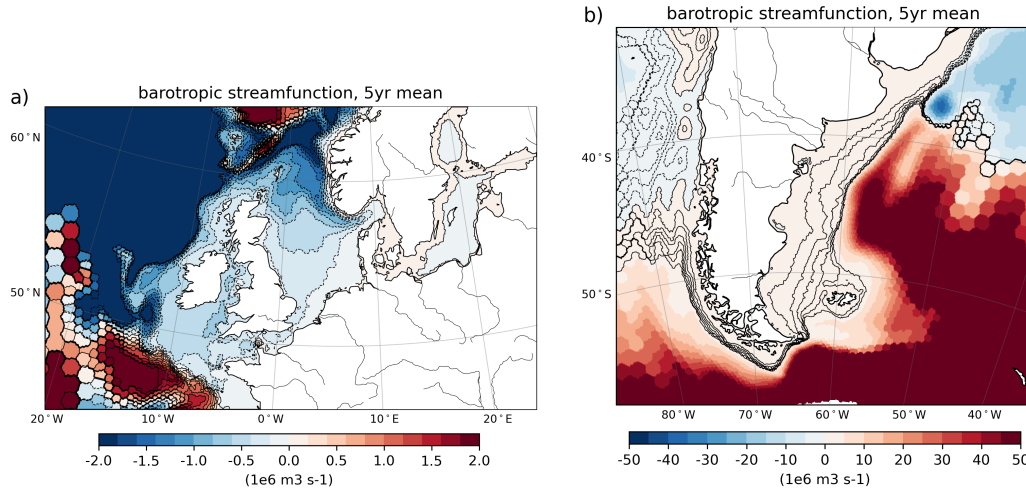 a)
barotropic streamfunction, 5yr mean
60°N
50°N
20°W
10°W
0°W
10°E
20°E
-2.0 -1.5 -1.0 -0.5 0.0 0.5 1.0 1.5 2.0
(1e6 m3 s-1)
b)
barotropic streamfunction, 5yr mean
40°S
50°S
80°W
70°W
60°W
50°W
40°W
-50 -40 -30 -20 -10 0 10 20 30 40 50
(1e6 m3 s-1)